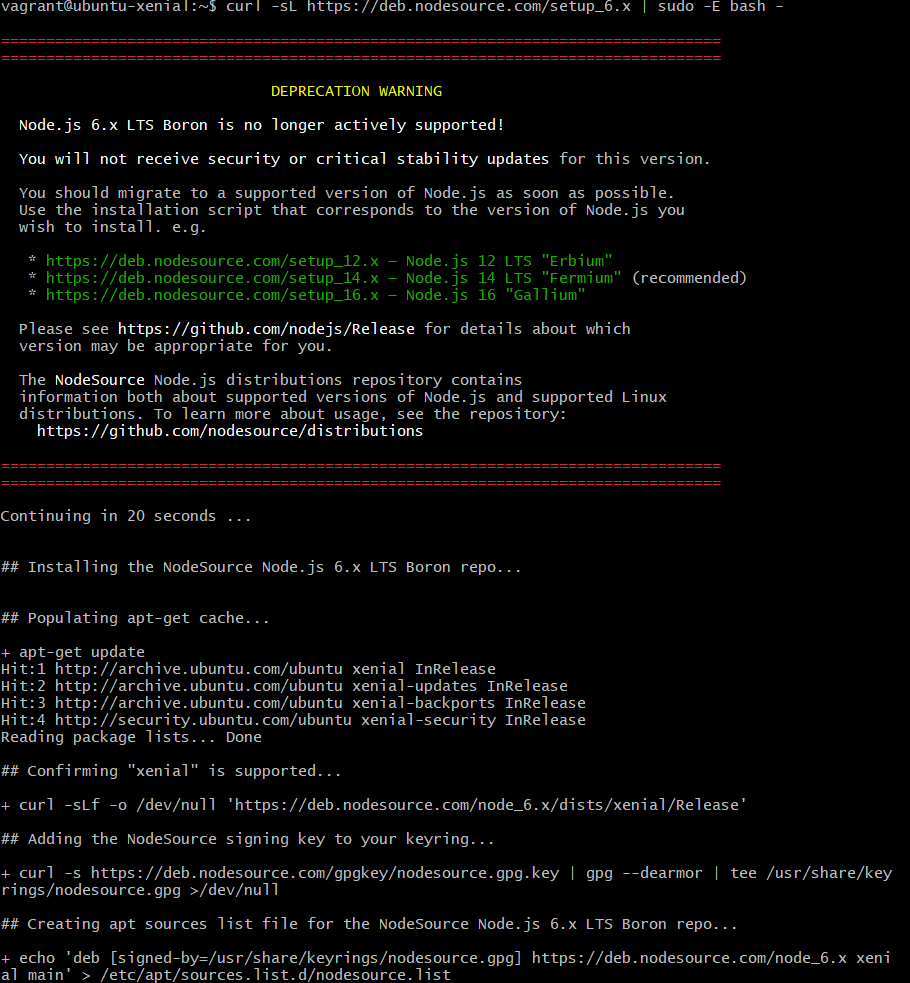 vagrant@ubuntu-xenial:~$ curl -sL https://deb.nodesource.com/setup_6.x | sudo -E bash -
================================================================================
================================================================================
DEPRECATION WARNING
Node.js 6.x LTS Boron is no longer actively supported!
You will not receive security or critical stability updates for this version.
You should migrate to a supported version of Node.js as soon as possible.
Use the installation script that corresponds to the version of Node.js you
wish to install. e.g.
* https://deb.nodesource.com/setup_12.x — Node.js 12 LTS "Erbium"
* https://deb.nodesource.com/setup_14.x — Node.js 14 LTS "Fermium" (recommended)
* https://deb.nodesource.com/setup_16.x — Node.js 16 "Gallium"
Please see https://github.com/nodejs/Release for details about which
version may be appropriate for you.
The NodeSource Node.js distributions repository contains
information both about supported versions of Node.js and supported Linux
distributions. To learn more about usage, see the repository:
https://github.com/nodesource/distributions
================================================================================
================================================================================
Continuing in 20 seconds ...
## Installing the NodeSource Node.js 6.x LTS Boron repo...
## Populating apt-get cache...
+ apt-get update
Hit:1 http://archive.ubuntu.com/ubuntu xenial InRelease
Hit:2 http://archive.ubuntu.com/ubuntu xenial-updates InRelease
Hit:3 http://archive.ubuntu.com/ubuntu xenial-backports InRelease
Hit:4 http://security.ubuntu.com/ubuntu xenial-security InRelease
Reading package lists... Done
## Confirming "xenial" is supported...
+ curl -sLf -o /dev/null 'https://deb.nodesource.com/node_6.x/dists/xenial/Release'
## Adding the NodeSource signing key to your keyring...
+ curl -s https://deb.nodesource.com/gpgkey/nodesource.gpg.key | gpg --dearmor | tee /usr/share/key
rings/nodesource.gpg >/dev/null
## Creating apt sources list file for the NodeSource Node.js 6.x LTS Boron repo...
+ echo 'deb [signed-by=/usr/share/keyrings/nodesource.gpg] https://deb.nodesource.com/node_6.x xeni
al main' > /etc/apt/sources.list.d/nodesource.list